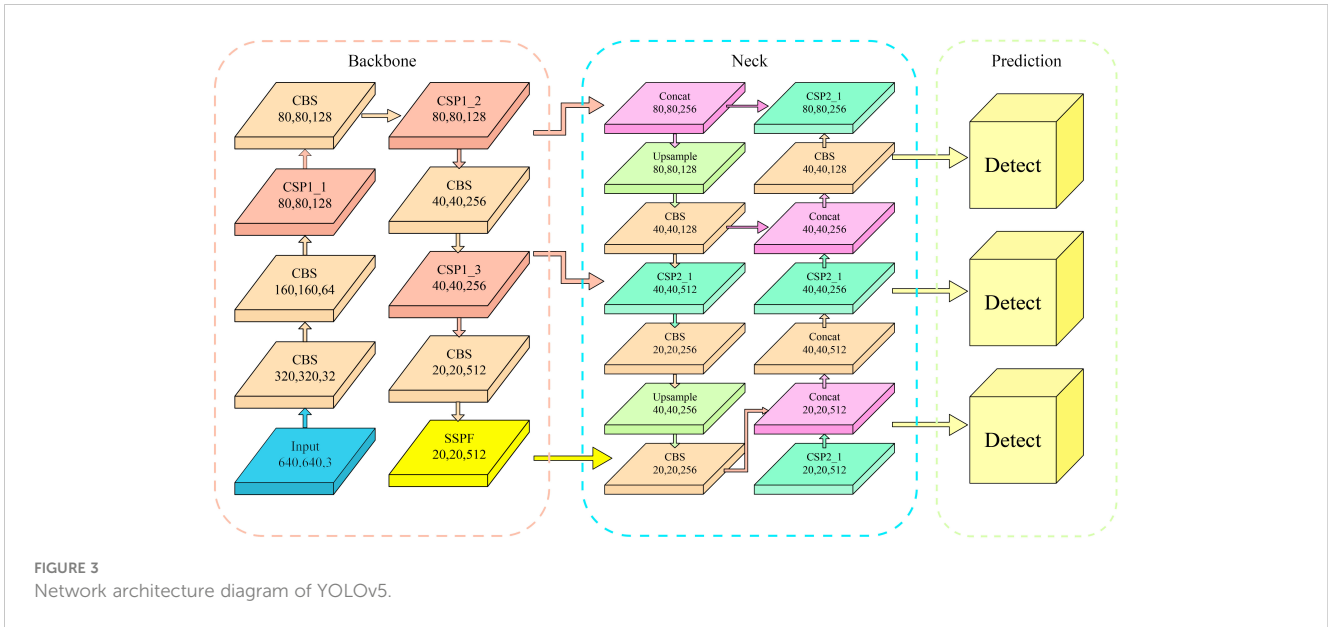 Backbone
CBS
80,80,128
CSP1_2
80,80,128
CSP1_1
80,80,128
CBS
40,40,256
CBS
160,160,64
CSP1_3
40,40,256
CBS
320,320,32
CBS
20,20,512
Input
640,640,3
SSPF
20,20,512
Neck
Concat
80,80,256
CSP2_1
80,80,256
Upsample
80,80,128
CBS
40,40,128
CBS
40,40,128
Concat
40,40,256
CSP2_1
40,40,512
CSP2_1
40,40,256
CBS
20,20,256
Concat
40,40,512
Upsample
40,40,256
Concat
20,20,512
CBS
20,20,256
CSP2_1
20,20,512
Prediction
Detect
Detect
Detect
FIGURE 3
Network architecture diagram of YOLOv5.